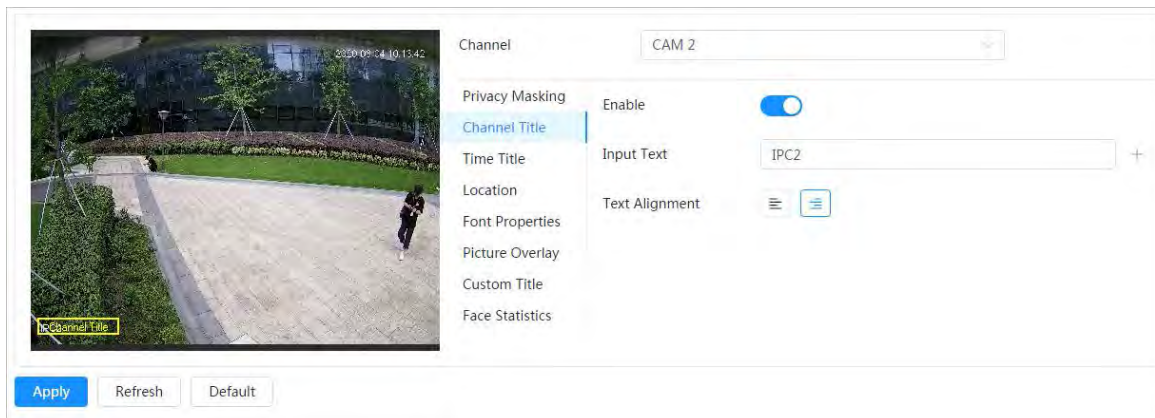 2020-09-04 10:13:42
Channel
CAM 2
Privacy Masking
Channel Title
Time Title
Location
Font Properties
Picture Overlay
Custom Title
Face Statistics
Enable
Input Text
IPC2
Text Alignment
Channel Title
Apply
Refresh
Default